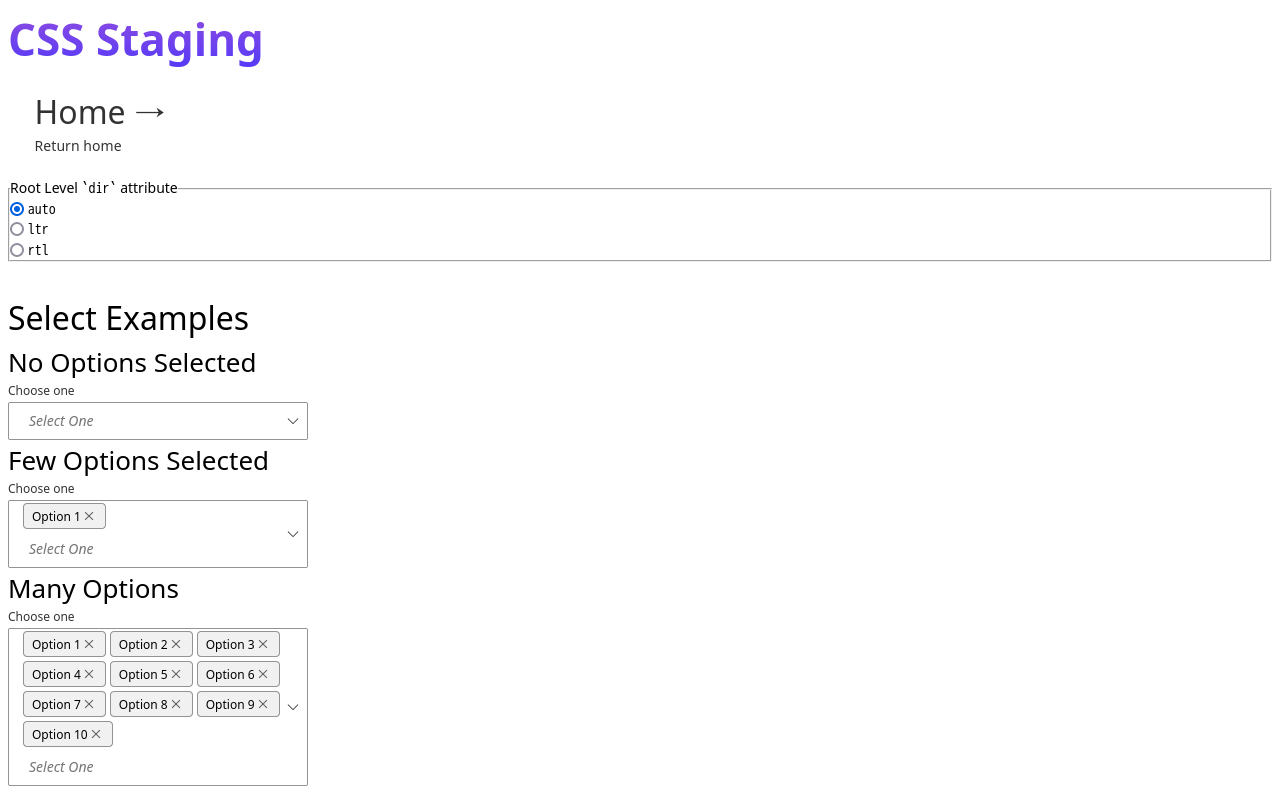 CSS Staging
Home →
Return home
Root Level `dir` attribute
auto
ltr
rtl
Select Examples
No Options Selected
Choose one
Select One
Few Options Selected
Choose one
Option 1
Select One
Many Options
Choose one
Option 1 Option 2 Option 3
Option 4 Option 5 Option 6
Option 7 Option 8 Option 9
Option 10
Select One